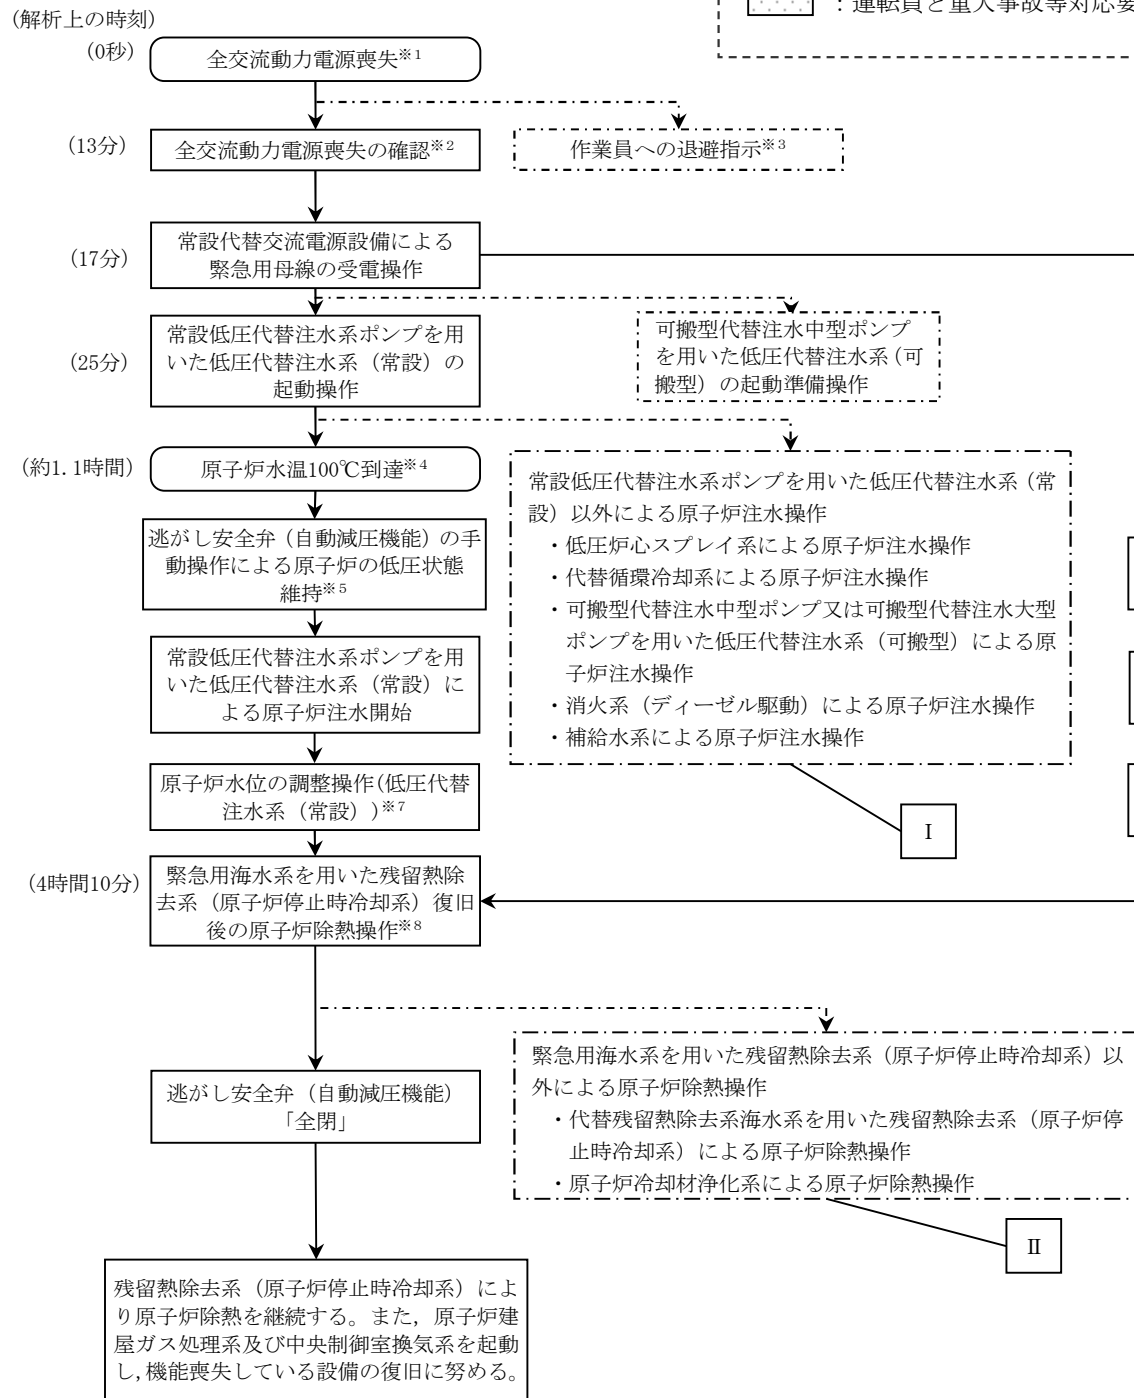 ：運転員と重大事故等対応要
(解析上の時刻)
(0秒)
全交流動力電源喪失※1
(13分)
全交流動力電源喪失の確認※2
作業員への退避指示※3
(17分)
常設代替交流電源設備による
緊急用母線の受電操作
(25分)
常設低圧代替注水系ポンプを用
いた低圧代替注水系（常設）の
起動操作
可搬型代替注水中型ポンプ
を用いた低圧代替注水系(可
搬型）の起動準備操作
(約1.1時間)
原子炉水温100℃到達※4
逃がし安全弁（自動減圧機能）の手
動操作による原子炉の低圧状態
維持※5
常設低圧代替注水系ポンプを用
いた低圧代替注水系（常設）に
よる原子炉注水開始
原子炉水位の調整操作(低圧代替
注水系（常設）)※7
常設低圧代替注水系ポンプを用いた低圧代替注水系(常
設）以外による原子炉注水操作
・低圧炉心スプレイ系による原子炉注水操作
・代替循環冷却系による原子炉注水操作
・可搬型代替注水中型ポンプ又は可搬型代替注水大型
ポンプを用いた低圧代替注水系（可搬型）による原
子炉注水操作
・消火系（ディーゼル駆動）による原子炉注水操作
・補給水系による原子炉注水操作
Ⅰ
(4時間10分)
緊急用海水系を用いた残留熱除
去系（原子炉停止時冷却系）復旧
後の原子炉除熱操作※8
逃がし安全弁（自動減圧機能）
「全閉」
緊急用海水系を用いた残留熱除去系（原子炉停止時冷却系）以
外による原子炉除熱操作
・代替残留熱除去系海水系を用いた残留熱除去系（原子炉停
止時冷却系）による原子炉除熱操作
・原子炉冷却材浄化系による原子炉除熱操作
Ⅱ
残留熱除去系（原子炉停止時冷却系）によ
り原子炉除熱を継続する。また，原子炉建
屋ガス処理系及び中央制御室換気系を起動
し,機能喪失している設備の復旧に努める。